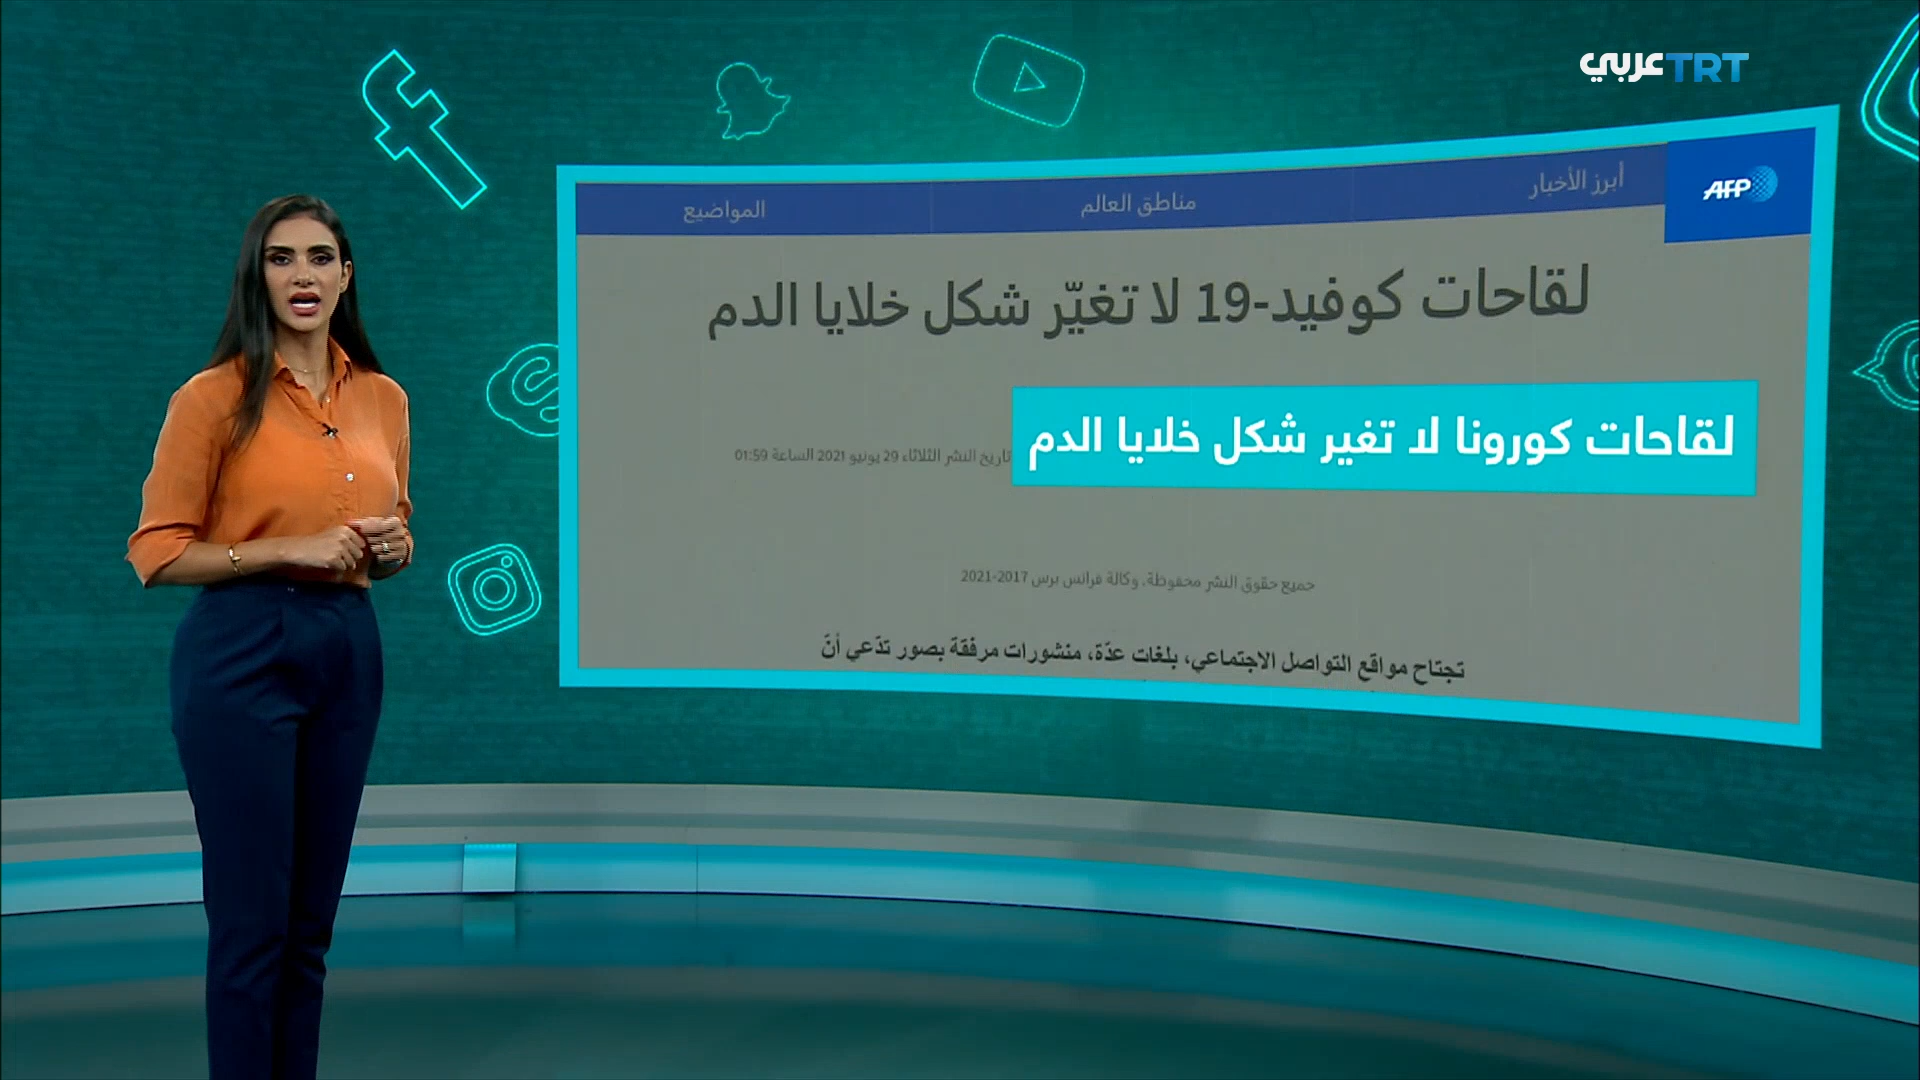 TRT عربي
AFP
أبرز الأخبار
مناطق العالم
المواضيع
لقاحات كوفيد-19 لا تغيّر شكل خلايا الدم
لقاحات كورونا لا تغير شكل خلايا الدم
تاريخ النشر الثلاثاء 29 يونيو 2021 الساعة 01:59
جميع حقوق النشر محفوظة، وكالة فرانس برس 2017-2021
تجتاح مواقع التواصل الاجتماعي، بلغات عدّة، منشورات مرفقة بصور تدّعي أنّ